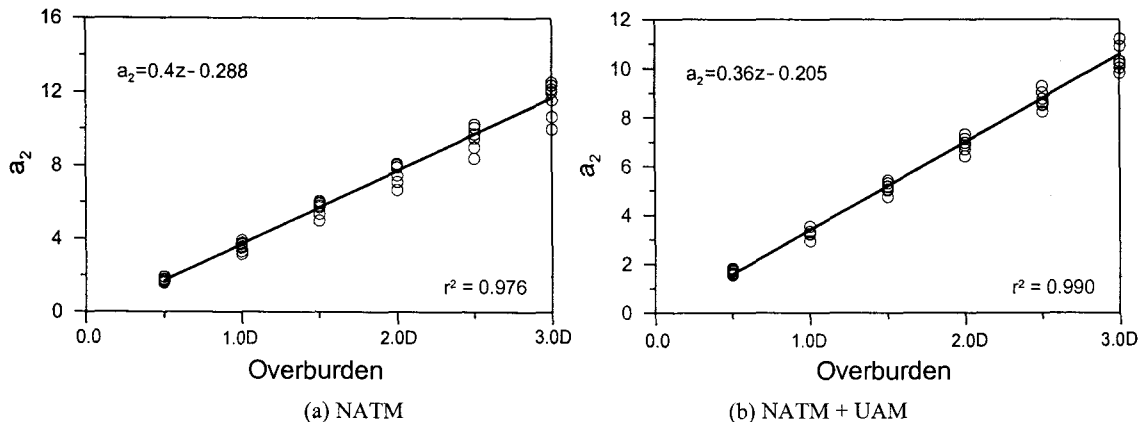 16
12
8
4
0
a₂
a₂=0.4z-0.288
r² = 0.976
0.0
1.0D
2.0D
3.0D
Overburden
(a) NATM
12
10
8
6
4
2
0
a₂
a₂=0.36z-0.205
r² = 0.990
0.0
1.0D
2.0D
3.0D
Overburden
(b) NATM + UAM